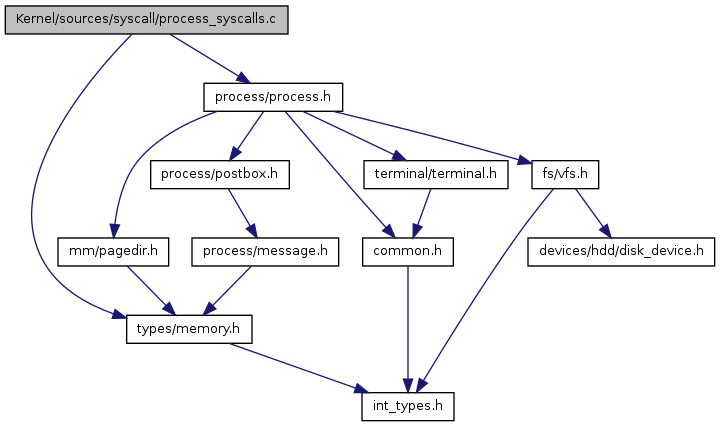 Kernel/sources/syscall/process_syscalls.c
process/process.h
process/postbox.h
terminal/terminal.h
fs/vfs.h
mm/pagedir.h
process/message.h
common.h
devices/hdd/disk_device.h
types/memory.h
int_types.h